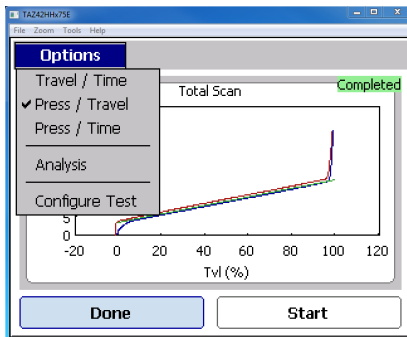 TAZ42HHx75E
File Zoom Tools Help
Options
Travel / Time
Press / Travel
Press / Time
Analysis
Configure Test
Total Scan
Completed
5
0
-20 0 20 40 60 80 100 120
Tvl (%)
Done
Start